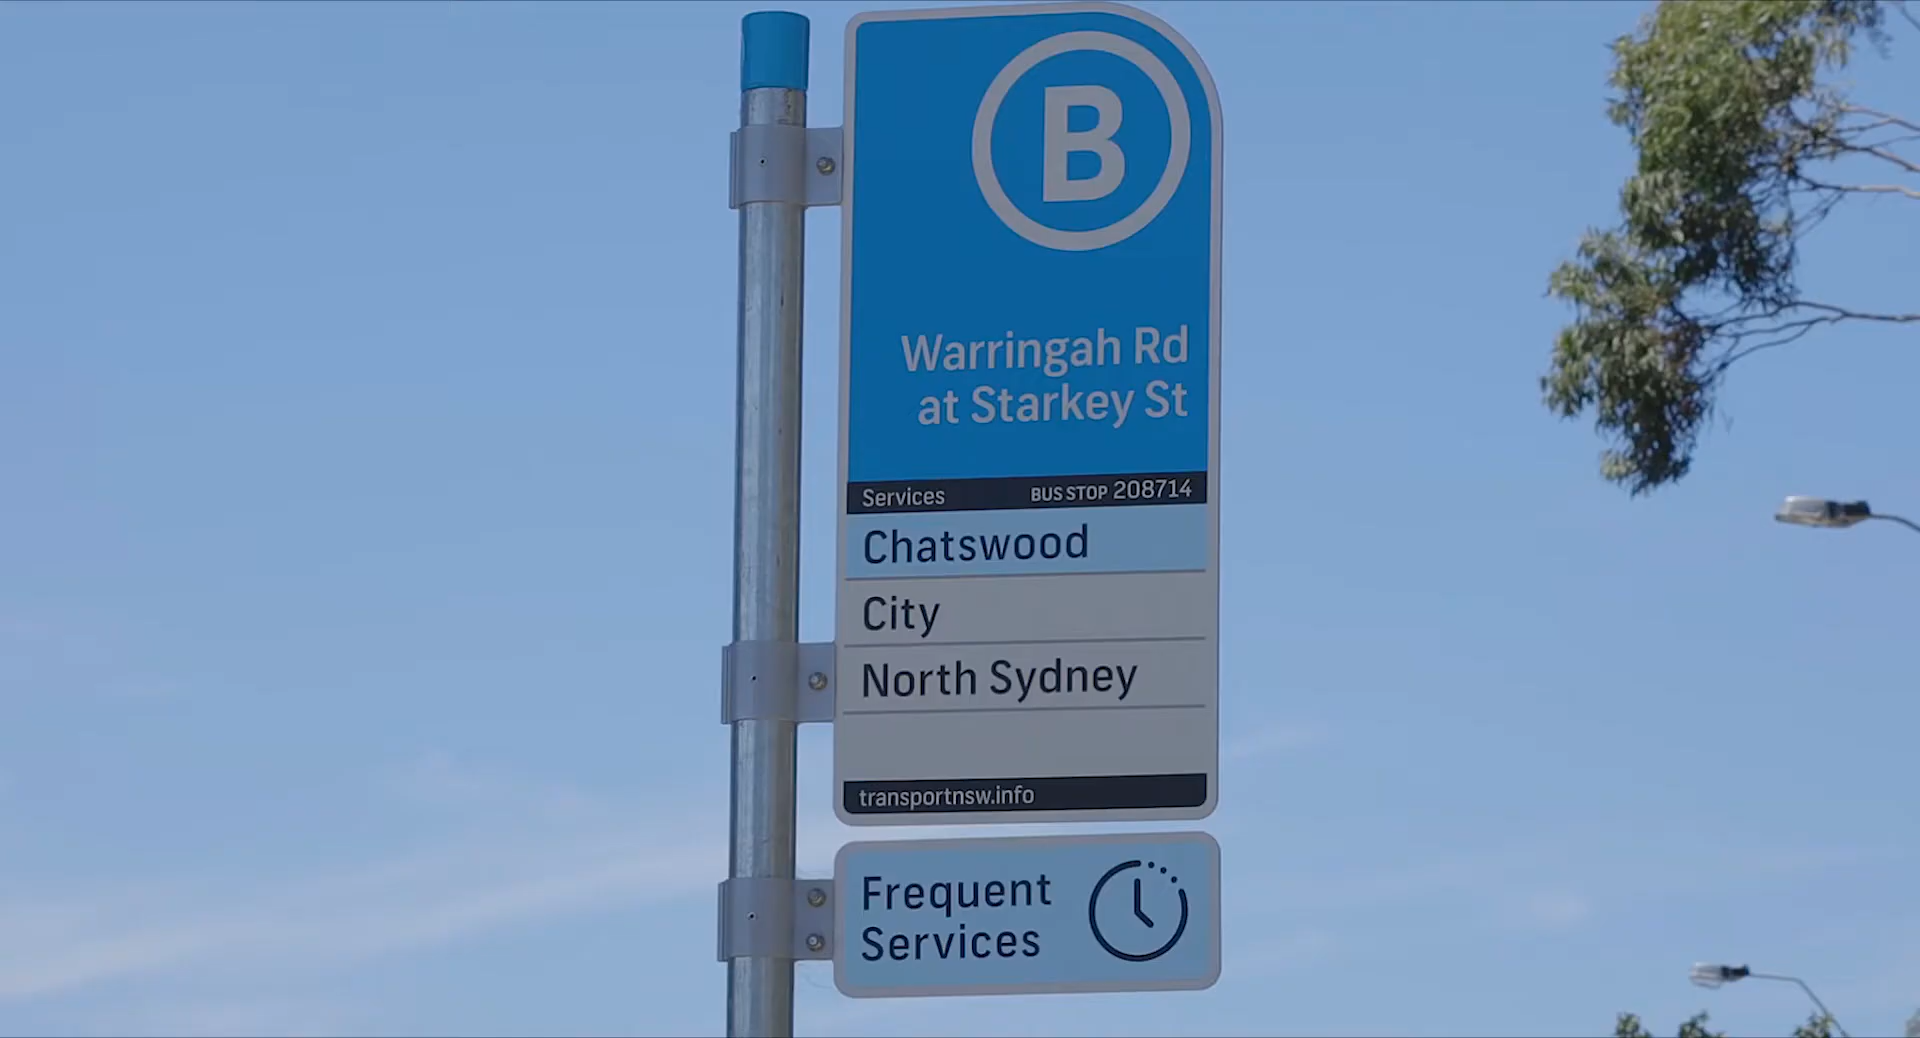 B
Warringah Rd
at Starkey St
Services BUS STOP 208714
Chatswood
City
North Sydney
transportnsw.info
Frequent
Services